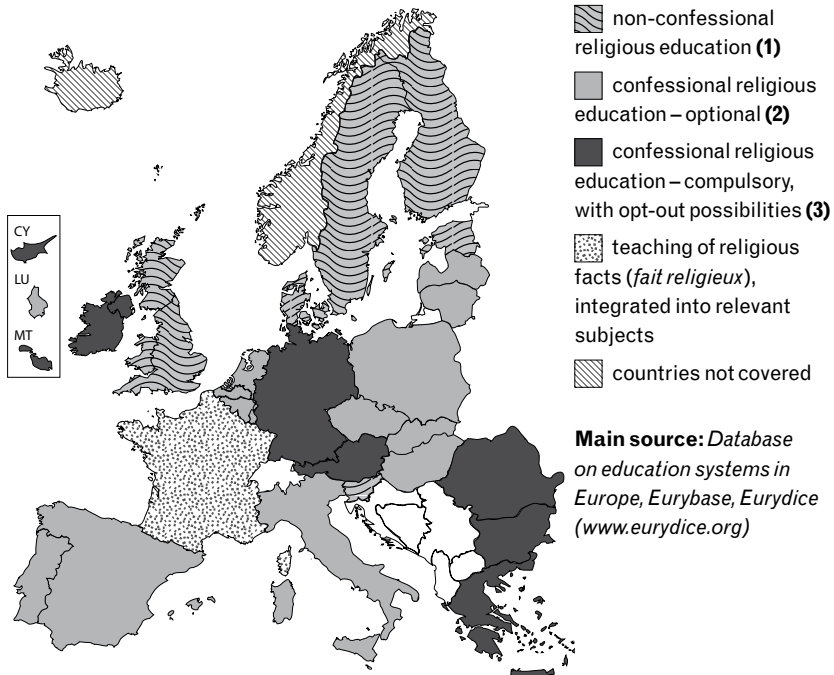 non-confessional
religious education (1)
confessional religious
education – optional (2)
confessional religious
education – compulsory,
with opt-out possibilities (3)
teaching of religious
facts (fait religieux),
integrated into relevant
subjects
countries not covered
Main source: Database
on education systems in
Europe, Eurybase, Eurydice
(www.eurydice.org)
CY
LU
MT